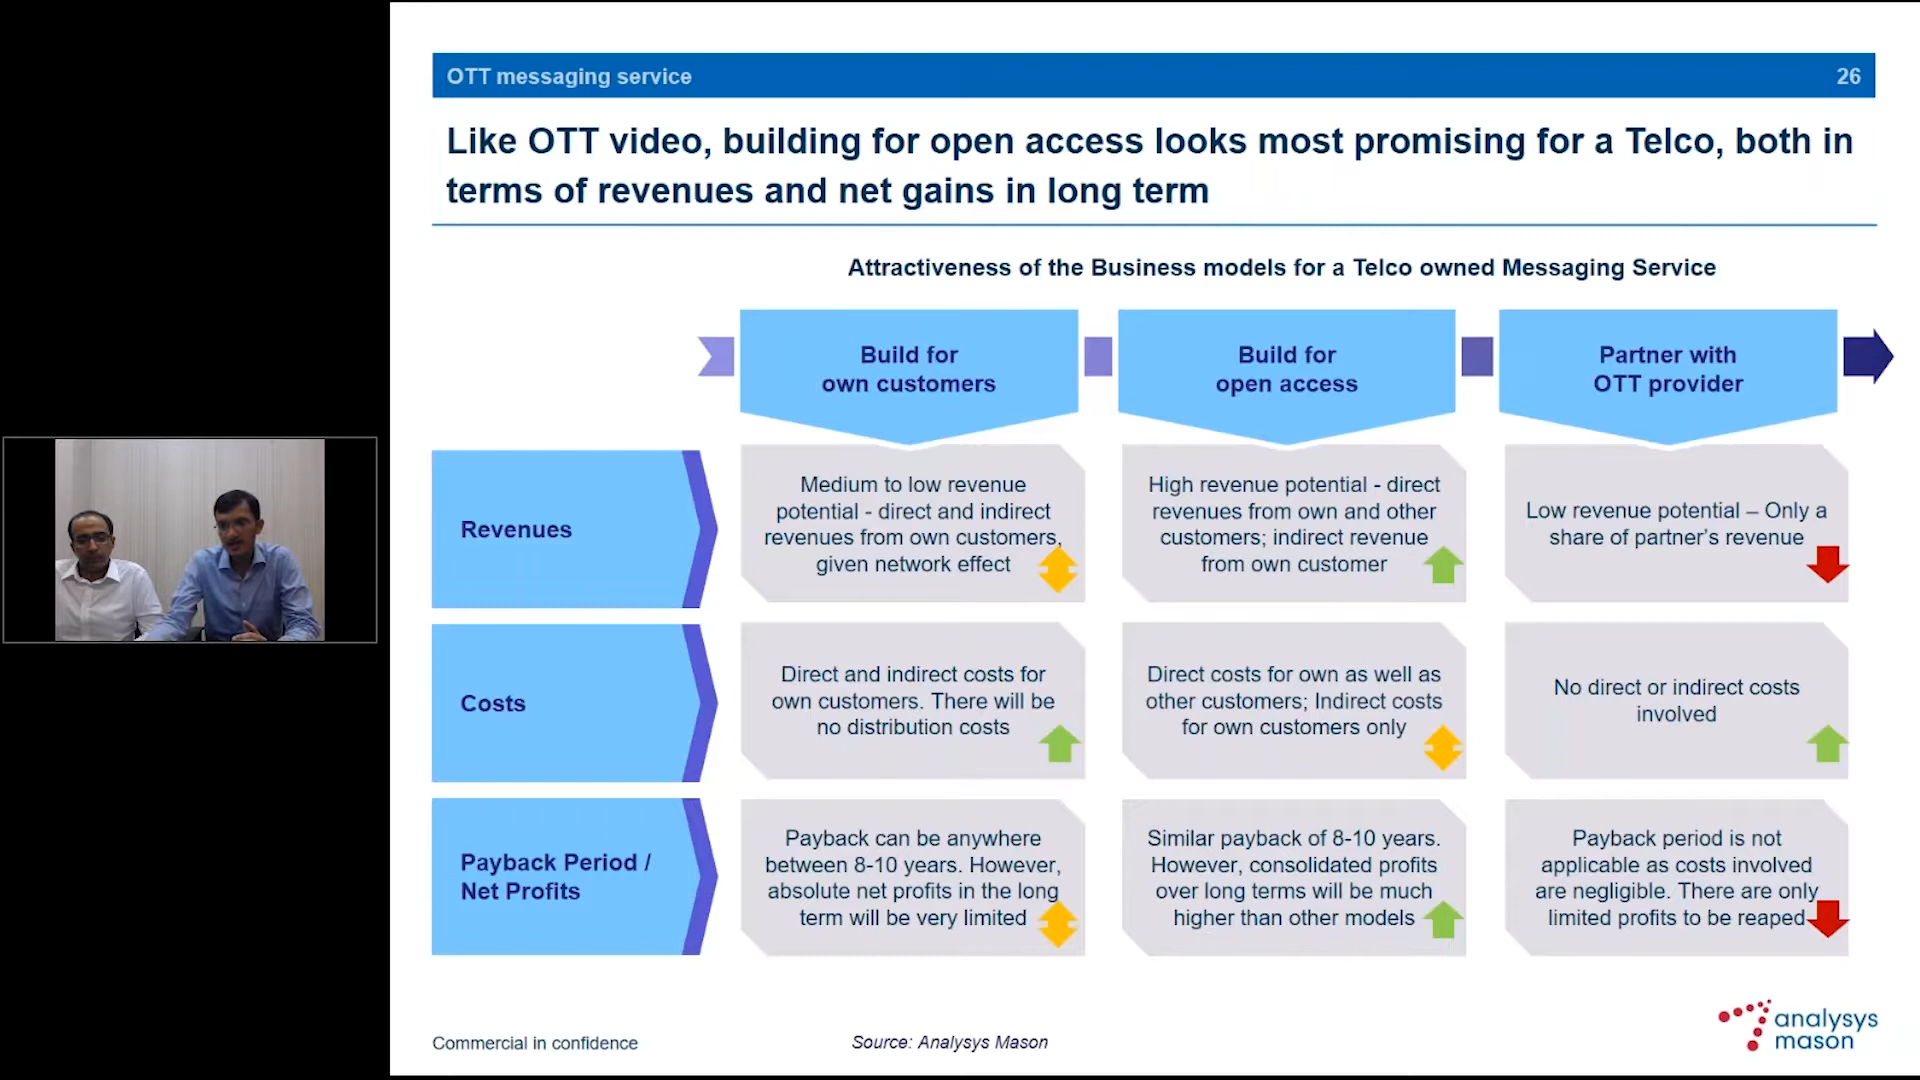 OTT messaging service
26
Like OTT video, building for open access looks most promising for a Telco, both in
terms of revenues and net gains in long term
Attractiveness of the Business models for a Telco owned Messaging Service
Build for
own customers
Build for
open access
Partner with
OTT provider
Revenues
Medium to low revenue
potential - direct and indirect
revenues from own customers,
given network effect
High revenue potential - direct
revenues from own and other
customers; indirect revenue
from own customer
Low revenue potential – Only a
share of partner's revenue
Costs
Direct and indirect costs for
own customers. There will be
no distribution costs
Direct costs for own as well as
other customers; Indirect costs
for own customers only
No direct or indirect costs
involved
Payback Period /
Net Profits
Payback can be anywhere
between 8-10 years. However,
absolute net profits in the long
term will be very limited
Similar payback of 8-10 years.
However, consolidated profits
over long terms will be much
higher than other models
Payback period is not
applicable as costs involved
are negligible. There are only
limited profits to be reaped
Commercial in confidence
Source: Analysys Mason
analysys
mason